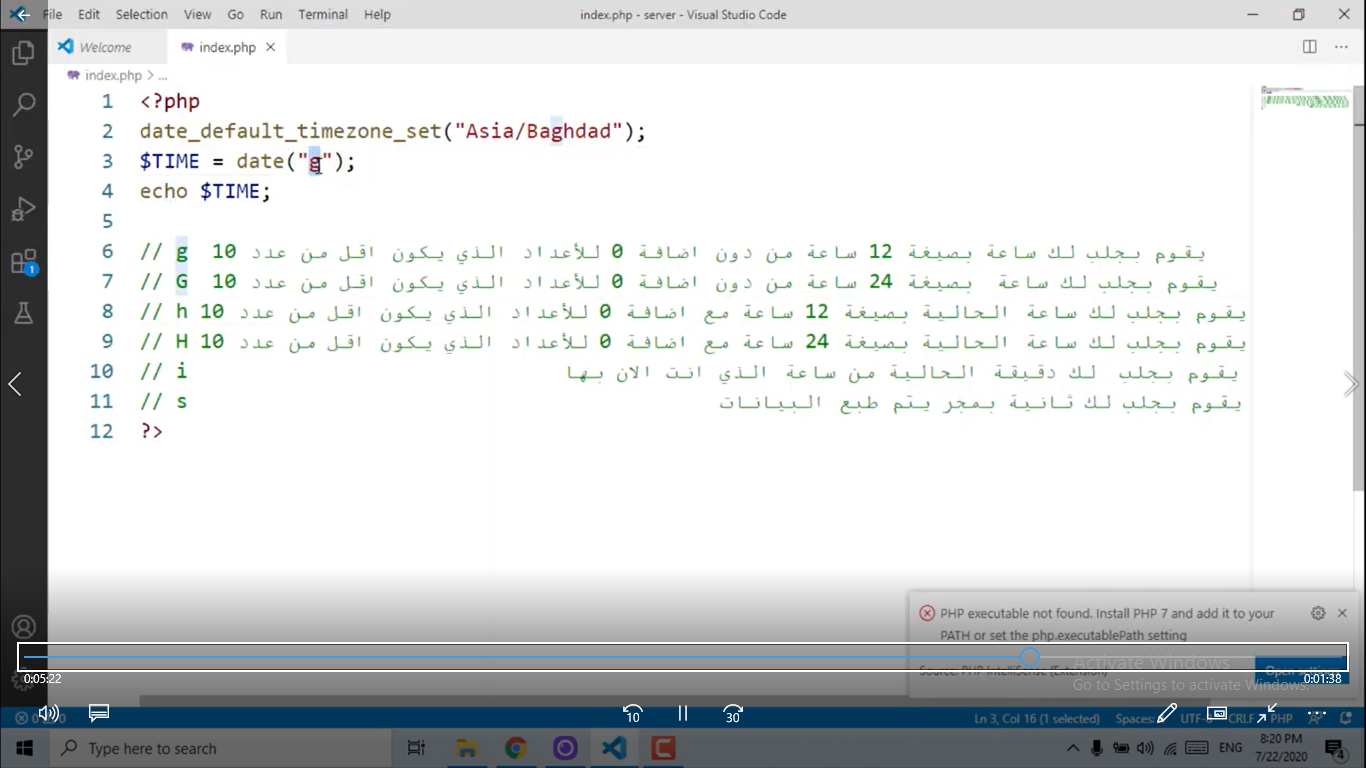 File Edit Selection View Go Run Terminal Help index.php - server - Visual Studio Code
Welcome index.php
index.php > ...
1 <?php
2 date_default_timezone_set("Asia/Baghdad");
3 $TIME = date("g");
4 echo $TIME;
5
6 // g يقوم بجلب لك ساعة بصيغة 12 ساعة من دون اضافة 0 للأعداد الذي يكون اقل من عدد 10
7 // G يقوم بجلب لك ساعة بصيغة 24 ساعة من دون اضافة 0 للأعداد الذي يكون اقل من عدد 10
8 // h يقوم بجلب لك ساعة الحالية بصيغة 12 ساعة مع اضافة 0 للأعداد الذي يكون اقل من عدد 10
9 // H يقوم بجلب لك ساعة الحالية بصيغة 24 ساعة مع اضافة 0 للأعداد الذي يكون اقل من عدد 10
10 // i يقوم بجلب لك دقيقة الحالية من ساعة الذي انت الان بها
11 // s يقوم بجلب لك ثانية بمجر يتم طبع البيانات
12 ?>
PHP executable not found. Install PHP 7 and add it to your
PATH or set the php.executablePath setting
Source: PHP IntelliSense (Extension) Open settings
Activate Windows
Go to Settings to activate Windows.
0:05:22 0:01:38
10 30
Ln 3, Col 16 (1 selected) Spaces: UTF-8 CRLF PHP
Type here to search
ENG 8:20 PM
7/22/2020 4